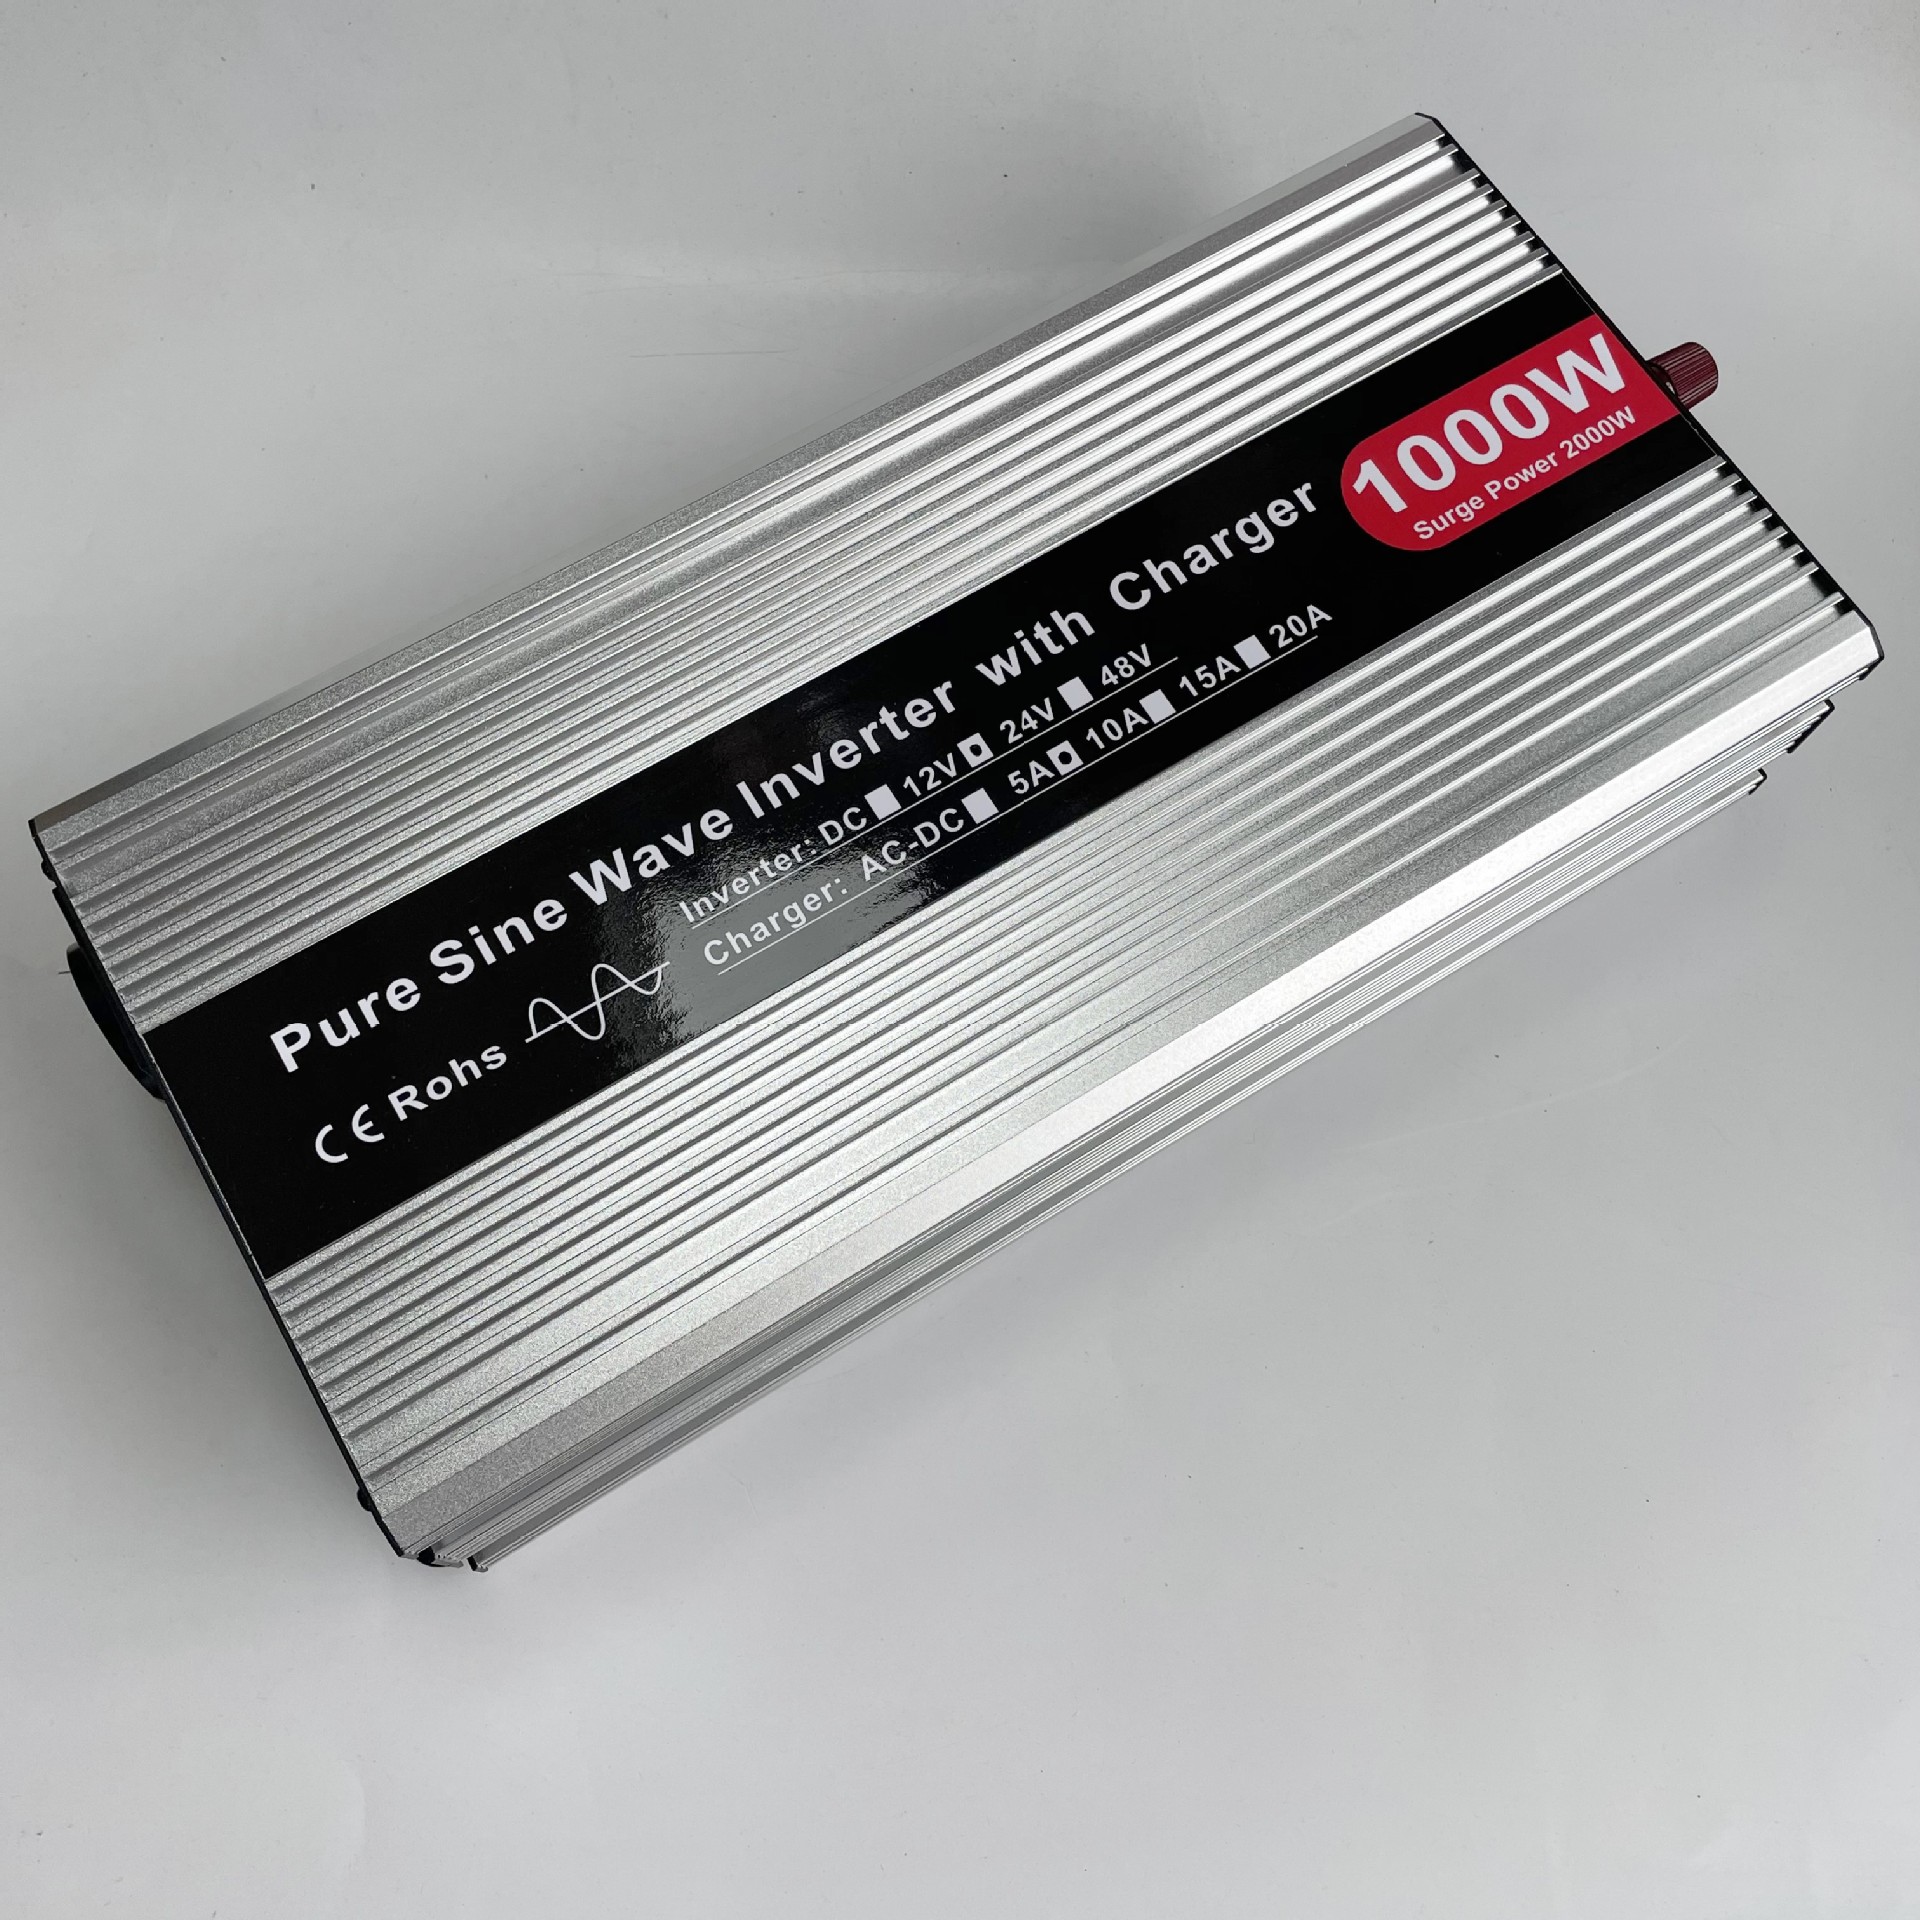 Pure Sine Wave Inverter with Charger
1000W
Surge Power 2000W
Inverter: DC 12V 24V 48V
Charger: AC-DC 5A 10A 15A 20A
CE Rohs